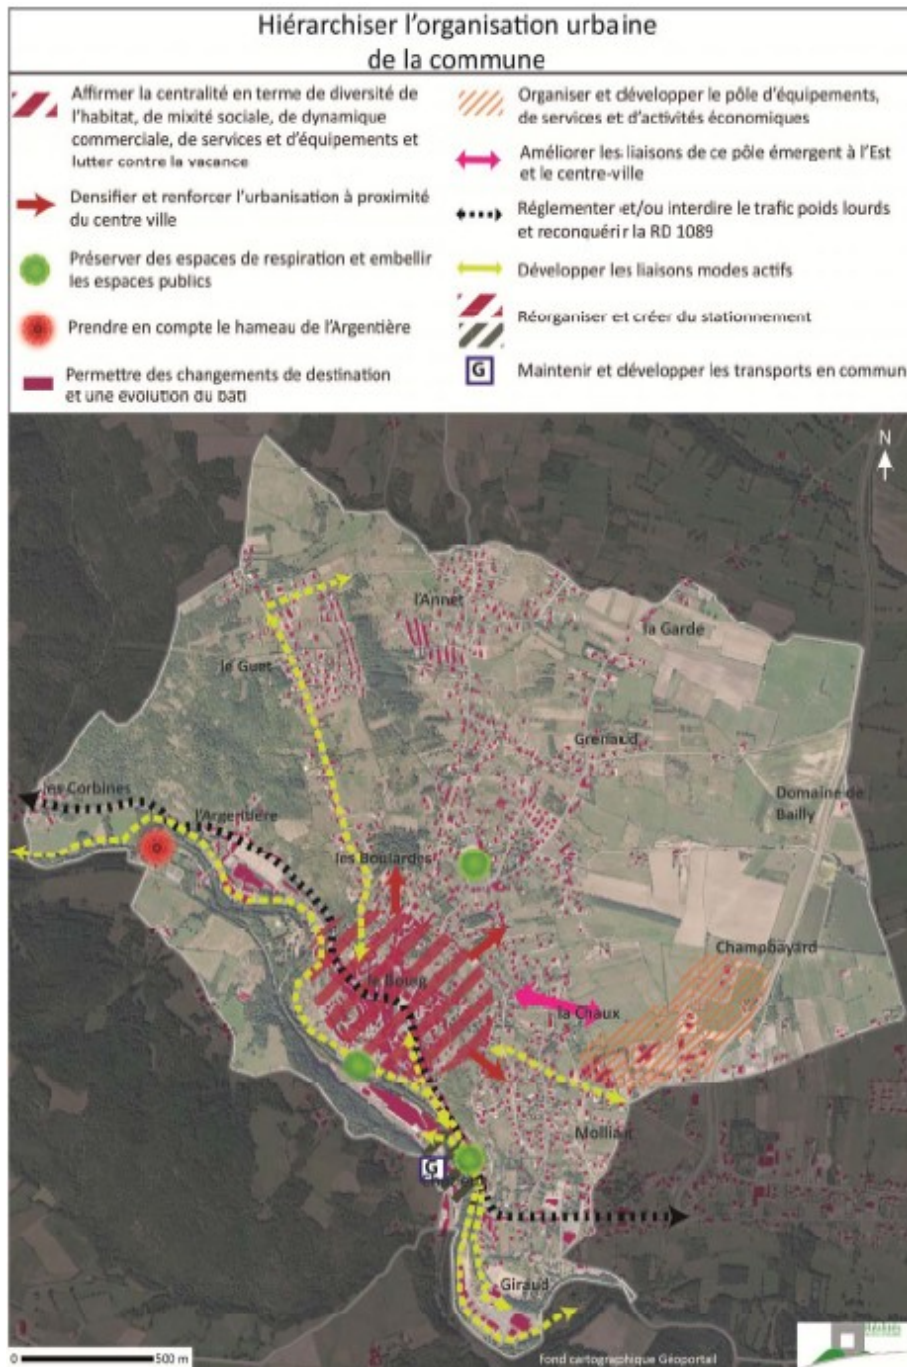 Hiérarchiser l'organisation urbaine
de la commune
Affirmer la centralité en terme de diversité de
l'habitat, de mixité sociale, de dynamique
commerciale, de services et d'équipements et
lutter contre la vacance
Densifier et renforcer l'urbanisation à proximité
du centre ville
Préserver des espaces de respiration et embellir
les espaces publics
Prendre en compte le hameau de l'Argentière
Permettre des changements de destination
et une évolution du bâti
Organiser et développer le pôle d'équipements,
de services et d'activités économiques
Améliorer les liaisons de ce pôle émergent à l'Est
et le centre-ville
Réglementer et/ou interdire le trafic poids lourds
et reconquérir la RD 1089
Développer les liaisons modes actifs
Réorganiser et créer du stationnement
G
Maintenir et développer les transports en commun
N
l'Annet
la Garde
le Guet
Grenaud
les Corbines
Domaine de
Bailly
l'Argentière
les Boulardes
Champbayard
le Bourg
la Chaux
Molliait
G
Giraud
0
500 m
fond cartographique Géoportail